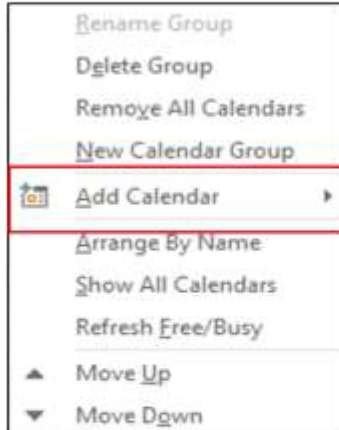 Rename Group
Delete Group
Remove All Calendars
New Calendar Group
Add Calendar
Arrange By Name
Show All Calendars
Refresh Free/Busy
Move Up
Move Down